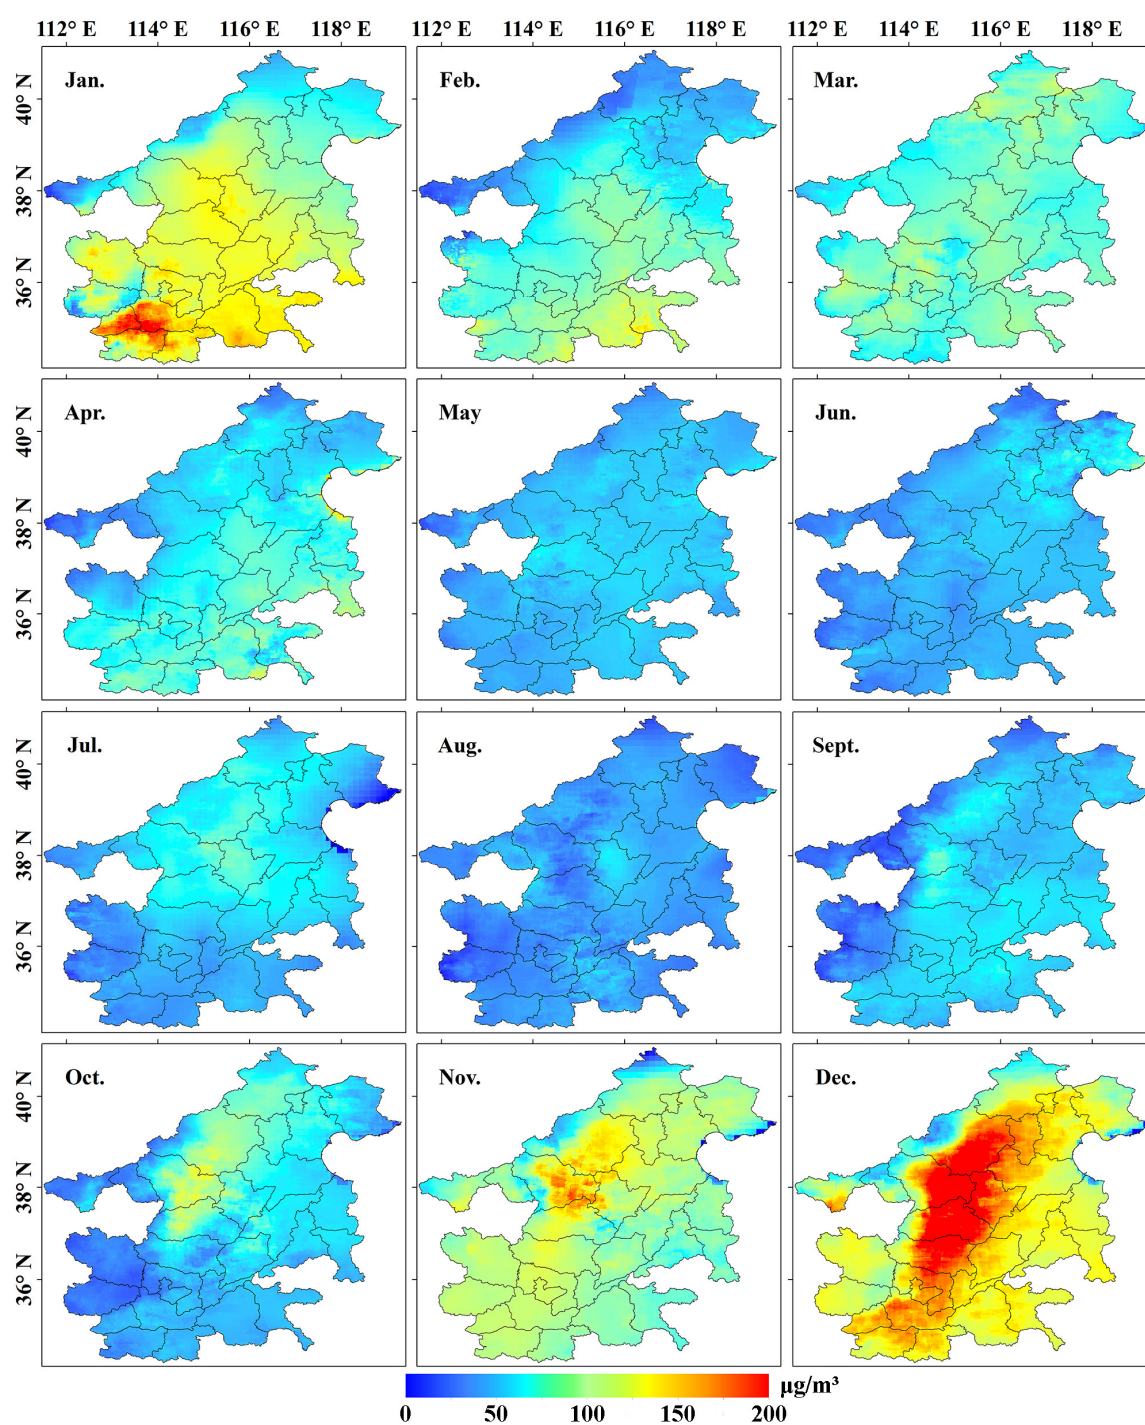 112° E 114° E 116° E 118° E 112° E 114° E 116° E 118° E 112° E 114° E 116° E 118° E
Jan. Feb. Mar.
40° N
38° N
36° N
Apr. May Jun.
40° N
38° N
36° N
Jul. Aug. Sept.
40° N
38° N
36° N
Oct. Nov. Dec.
40° N
38° N
36° N
μg/m³
0 50 100 150 200